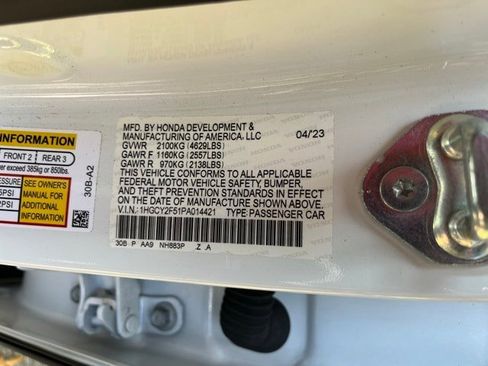 INFORMATION
FRONT 2 REAR 3
exceed 385kg or 850lbs.
SEE OWNER'S
MANUAL FOR
ADDITIONAL
INFORMATION
PSI
PSI
30B-A2
MFD. BY HONDA DEVELOPMENT &
MANUFACTURING OF AMERICA, LLC 04/23
GVWR 2100KG (4629LBS)
GAWR F 1160KG (2557LBS)
GAWR R 970KG (2138LBS)
THIS VEHICLE CONFORMS TO ALL APPLICABLE
FEDERAL MOTOR VEHICLE SAFETY, BUMPER,
AND THEFT PREVENTION STANDARDS IN EFFECT
ON THE DATE OF MANUFACTURE SHOWN ABOVE.
V.I.N.: 1HGCY2F51PA014421 TYPE PASSENGER CAR
30B P AA9 NH883P Z .A